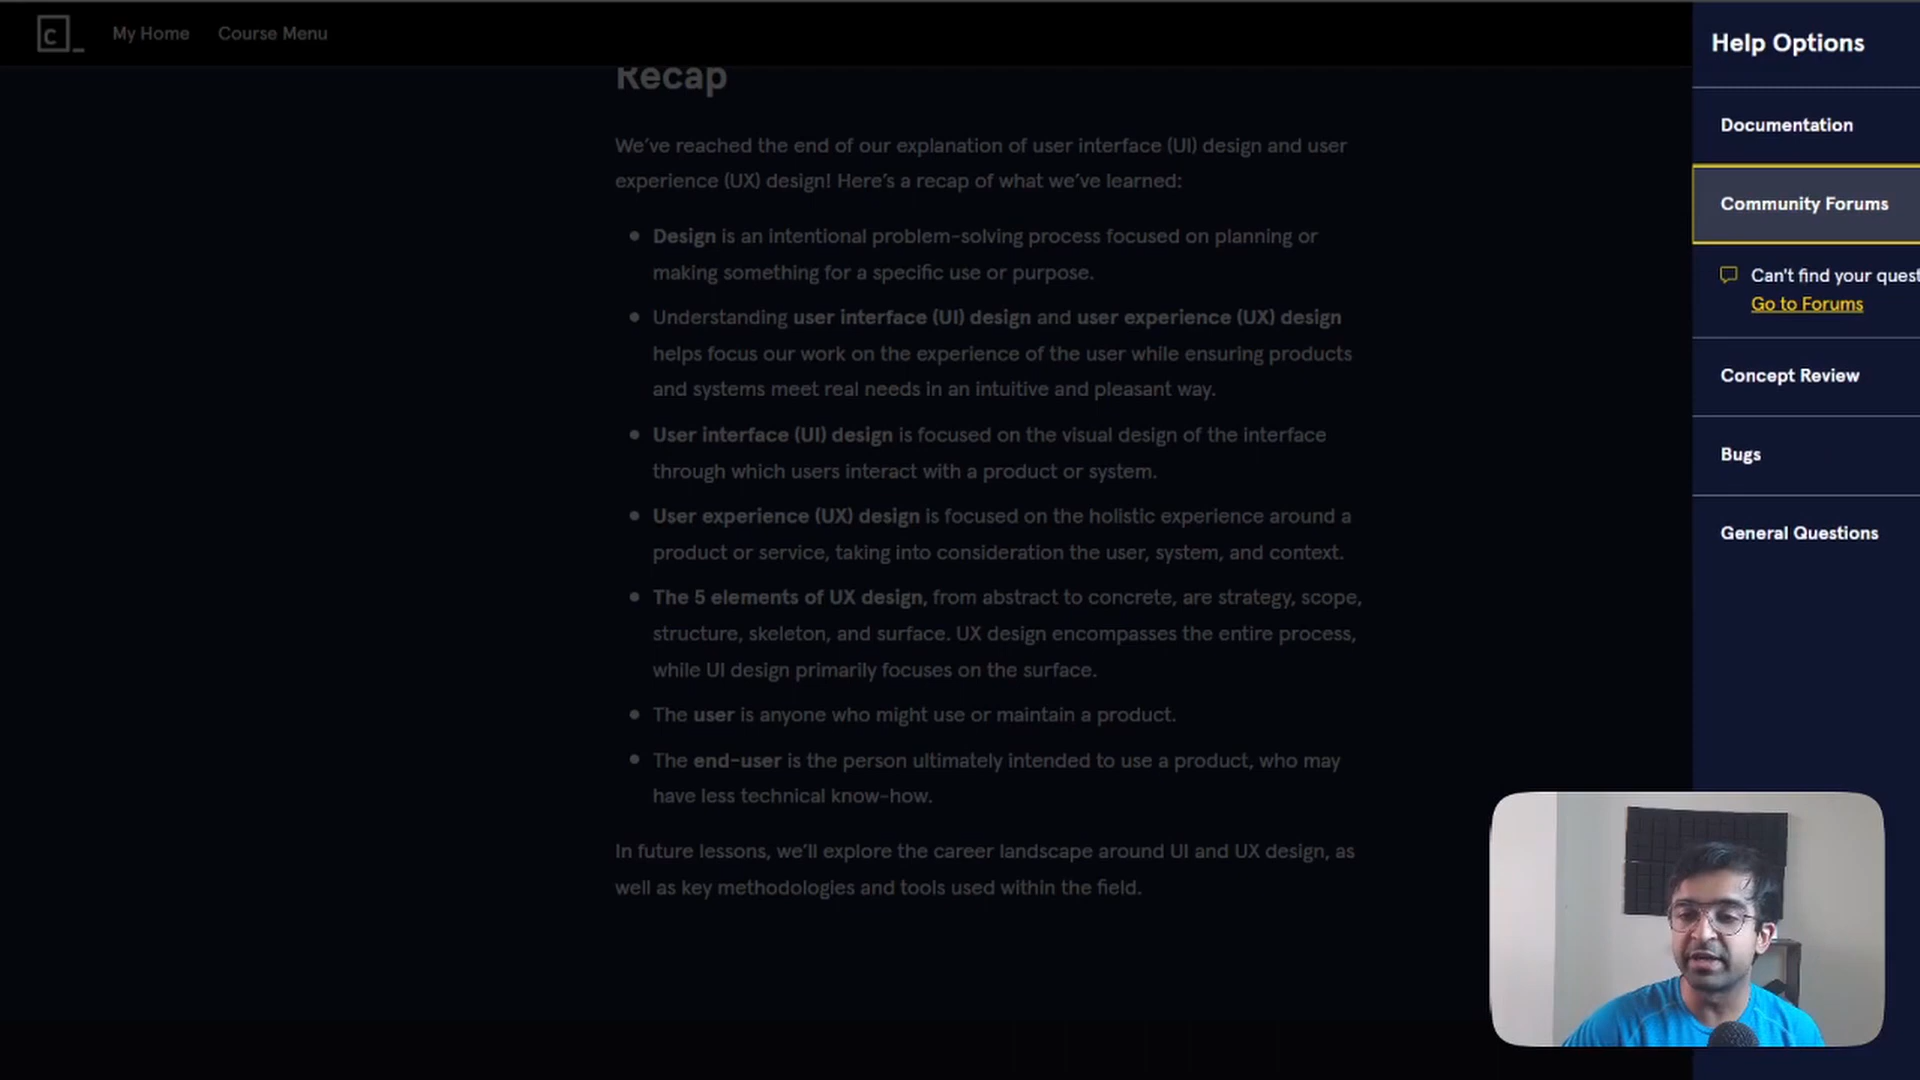 c_
My Home
Course Menu
Recap
We've reached the end of our explanation of user interface (UI) design and user
experience (UX) design! Here's a recap of what we've learned:
Design is an intentional problem-solving process focused on planning or
making something for a specific use or purpose.
Understanding user interface (UI) design and user experience (UX) design
helps focus our work on the experience of the user while ensuring products
and systems meet real needs in an intuitive and pleasant way.
User interface (UI) design is focused on the visual design of the interface
through which users interact with a product or system.
User experience (UX) design is focused on the holistic experience around a
product or service, taking into consideration the user, system, and context.
The 5 elements of UX design, from abstract to concrete, are strategy, scope,
structure, skeleton, and surface. UX design encompasses the entire process,
while UI design primarily focuses on the surface.
The user is anyone who might use or maintain a product.
The end-user is the person ultimately intended to use a product, who may
have less technical know-how.
In future lessons, we'll explore the career landscape around UI and UX design, as
well as key methodologies and tools used within the field.
Help Options
Documentation
Community Forums
Can't find your quest
Go to Forums
Concept Review
Bugs
General Questions